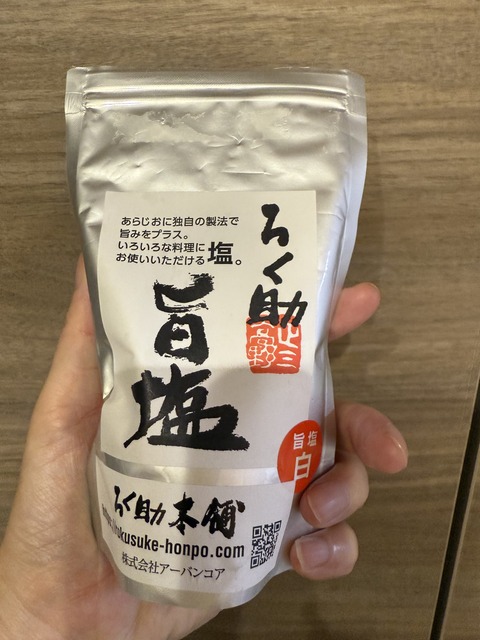 あらじおに独自の製法で
旨みをプラス。
いろいろな料理に
お使いいただける塩。
ろく助
旨塩
旨塩
白
ろく助本舗
okusuke-honpo.com
株式会社アーバンコア